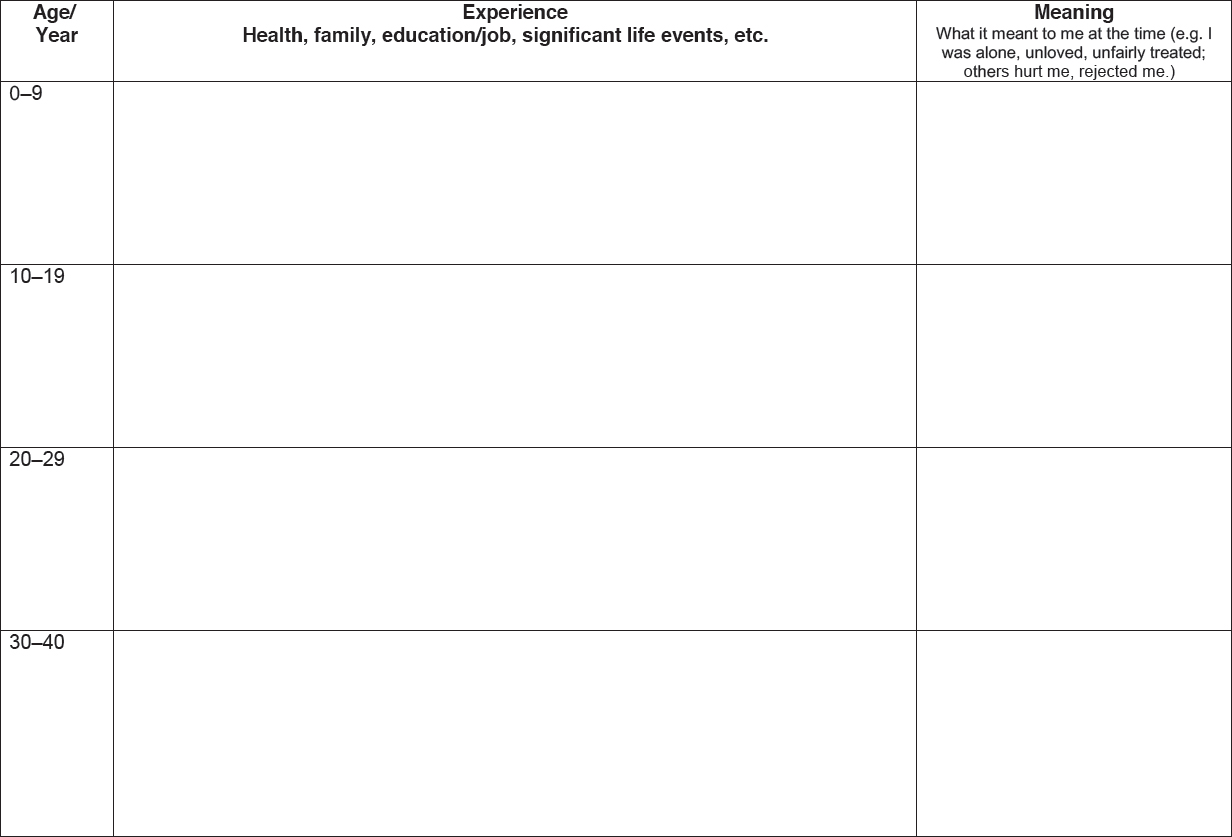 Age/
Year
Experience
Health, family, education/job, significant life events, etc.
Meaning
What it meant to me at the time (e.g. I
was alone, unloved, unfairly treated;
others hurt me, rejected me.)
0–9
10–19
20–29
30–40